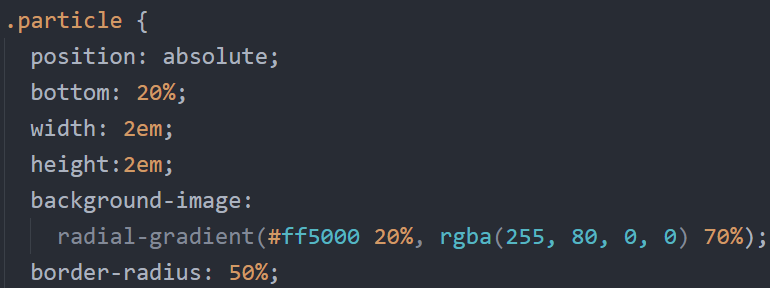 .particle {
position: absolute;
bottom: 20%;
width: 2em;
height:2em;
background-image:
radial-gradient(#ff5000 20%, rgba(255, 80, 0, 0) 70%);
border-radius: 50%;